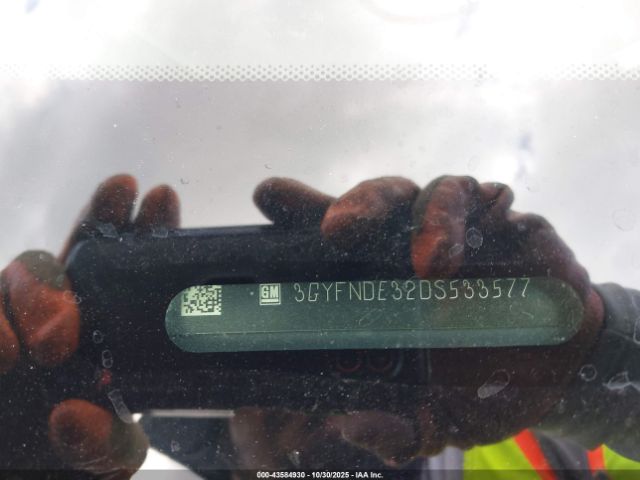 GM 3GYFNDE32DS533577
000-43584930 - 10/30/2025 - IAA Inc.